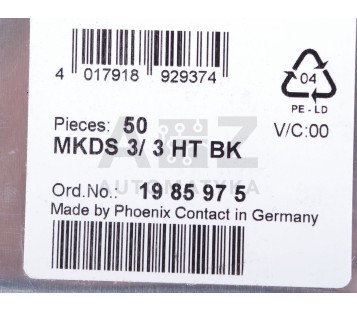 4 017918 929374
04
PE - LD
Pieces: 50 V/C:00
MKDS 3/ 3 HT BK
AUTOMATYKA
Ord.No.: 19 85 97 5
Made by Phoenix Contact in Germany